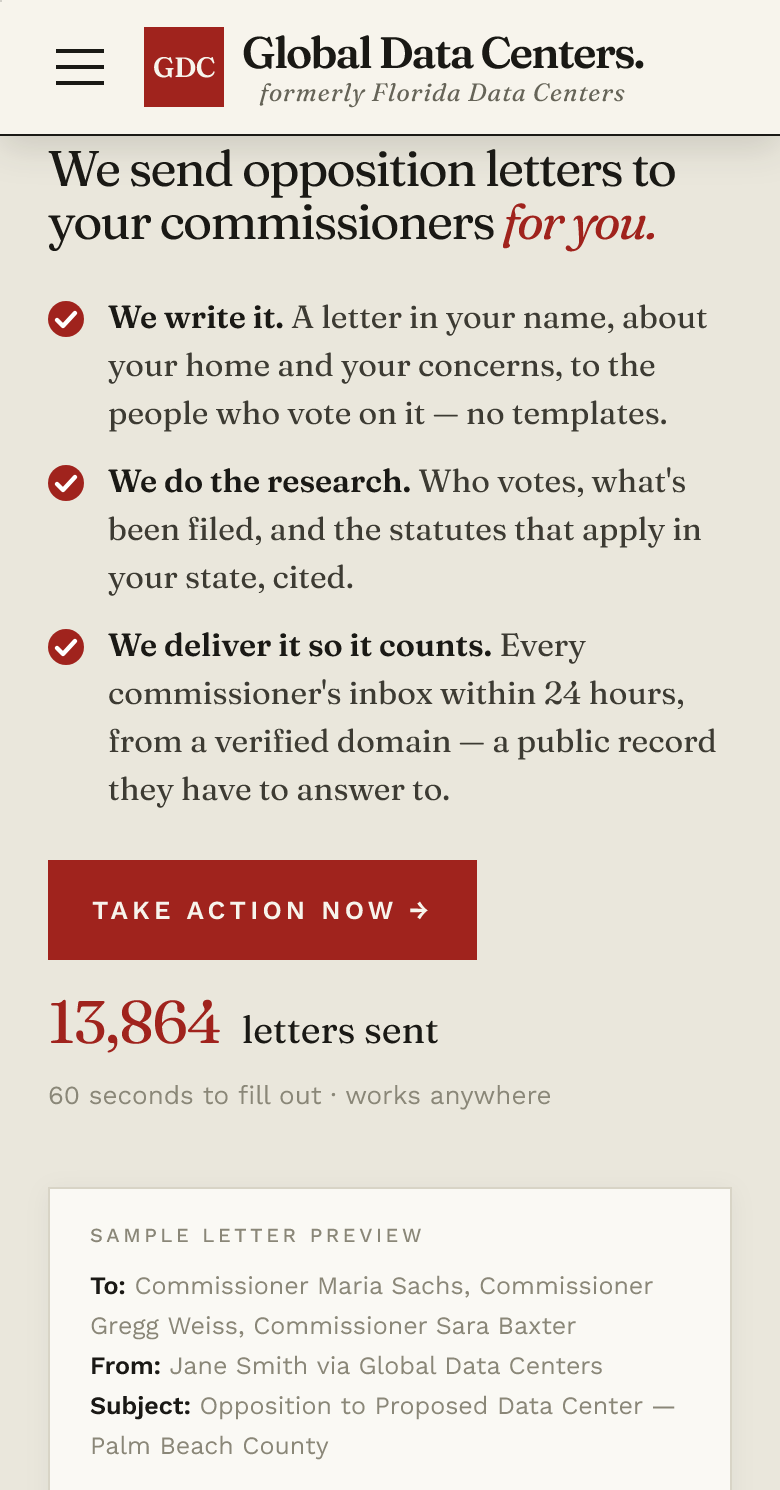 GDC
Global Data Centers.
formerly Florida Data Centers
We send opposition letters to
your commissioners for you.
We write it. A letter in your name, about
your home and your concerns, to the
people who vote on it — no templates.
We do the research. Who votes, what's
been filed, and the statutes that apply in
your state, cited.
We deliver it so it counts. Every
commissioner's inbox within 24 hours,
from a verified domain — a public record
they have to answer to.
TAKE ACTION NOW →
13,864 letters sent
60 seconds to fill out · works anywhere
SAMPLE LETTER PREVIEW
To: Commissioner Maria Sachs, Commissioner
Gregg Weiss, Commissioner Sara Baxter
From: Jane Smith via Global Data Centers
Subject: Opposition to Proposed Data Center —
Palm Beach County